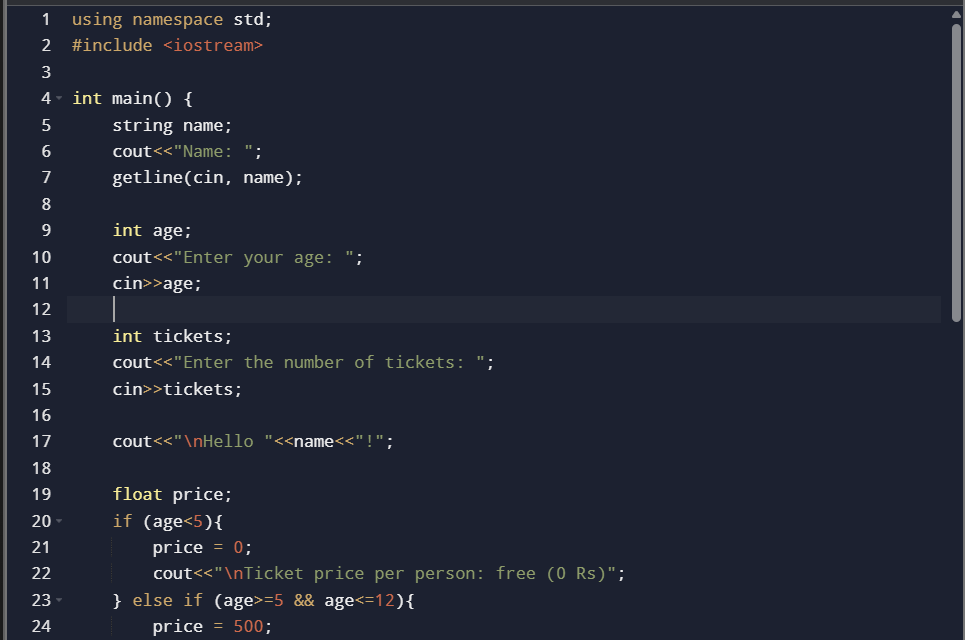 1 using namespace std;
2 #include <iostream>
3
4 int main() {
5     string name;
6     cout<<"Name: ";
7     getline(cin, name);
8
9     int age;
10     cout<<"Enter your age: ";
11     cin>>age;
12
13     int tickets;
14     cout<<"Enter the number of tickets: ";
15     cin>>tickets;
16
17     cout<<"\nHello "<<name<<"!";
18
19     float price;
20     if (age<5){
21         price = 0;
22         cout<<"\nTicket price per person: free (0 Rs)";
23     } else if (age>=5 && age<=12){
24         price = 500;